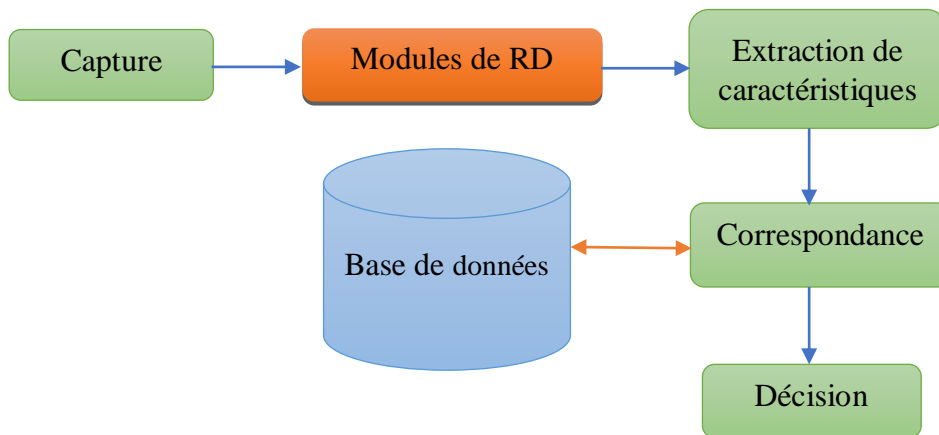 Capture
Modules de RD
Extraction de
caractéristiques
Base de données
Correspondance
Décision